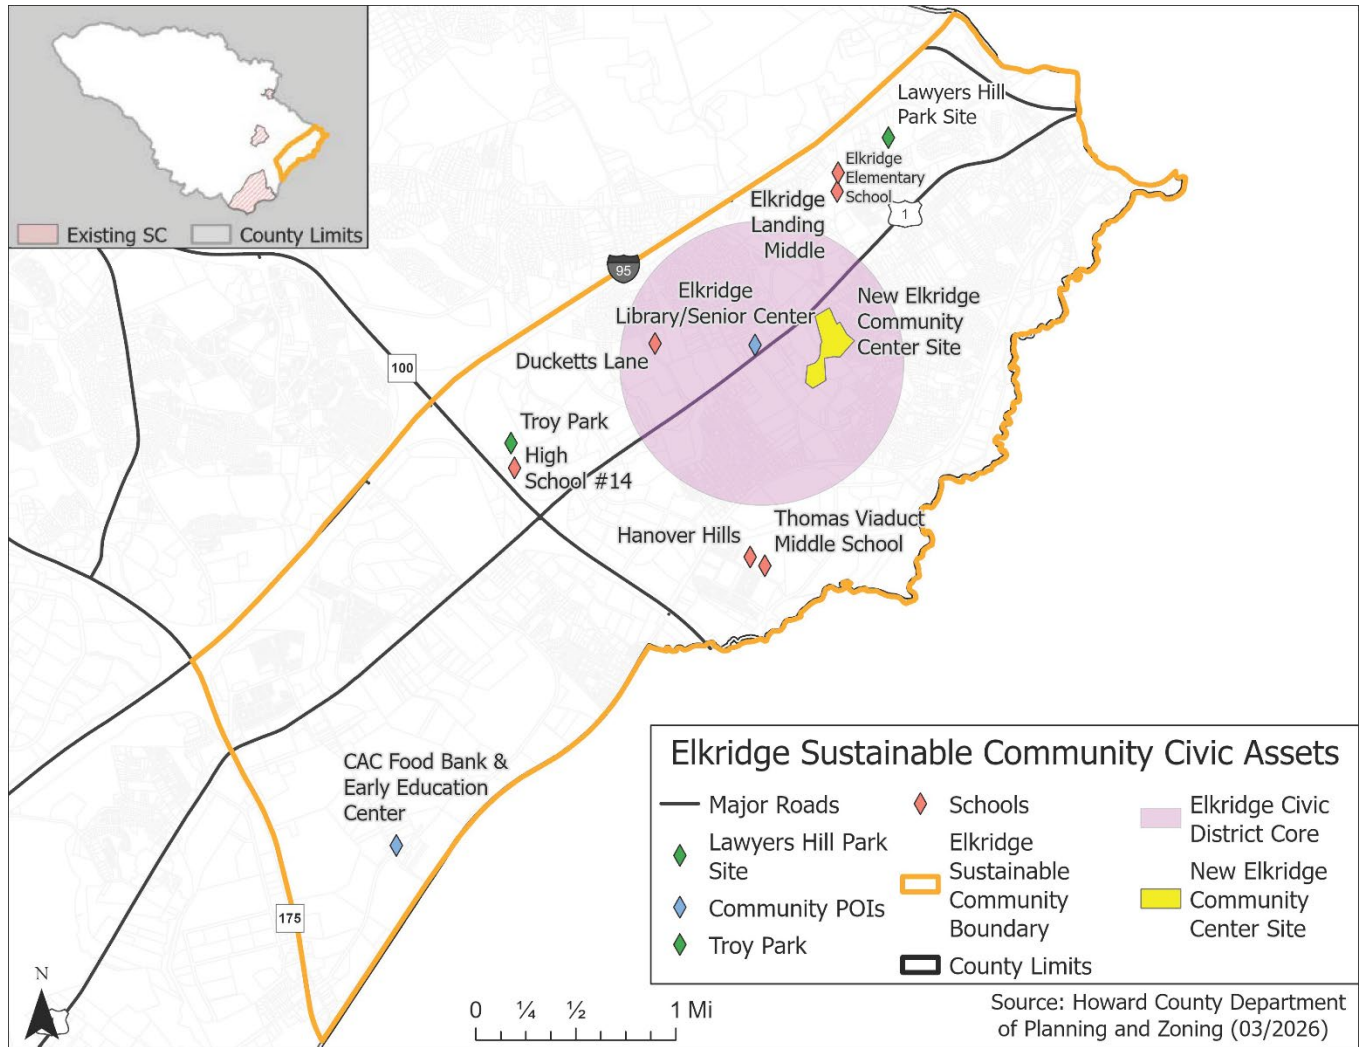 Existing SC
County Limits
Lawyers Hill
Park Site
Elkridge
Elementary
School
Elkridge
Landing
Middle
1
95
Elkridge
Library/Senior Center
New Elkridge
Community
Center Site
Ducketts Lane
100
Troy Park
High
School #14
Hanover Hills
Thomas Viaduct
Middle School
CAC Food Bank &
Early Education
Center
175
N
0 ¼ ½ 1 Mi
Elkridge Sustainable Community Civic Assets
Major Roads
Lawyers Hill Park
Site
Community POIs
Troy Park
Schools
Elkridge
Sustainable
Community
Boundary
County Limits
Elkridge Civic
District Core
New Elkridge
Community
Center Site
Source: Howard County Department
of Planning and Zoning (03/2026)